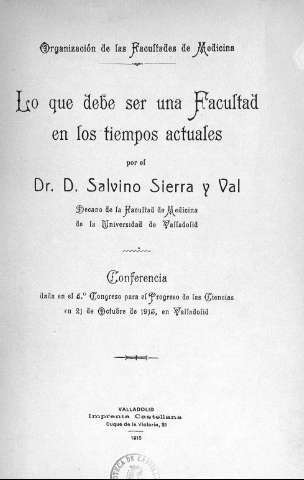 Organización de las Facultades de Medicina
Lo que debe ser una Facultad
en los tiempos actuales
por el
Dr. D. Salvino Sierra y Val
Decano de la Facultad de Medicina
de la Universidad de Valladolid
Conferencia
dada en el 5.º Congreso para el Progreso de las Ciencias
en 21 de Octubre de 1915, en Valladolid
VALLADOLID
Imprenta Castellana
Duque de la Victoria, 31
1915